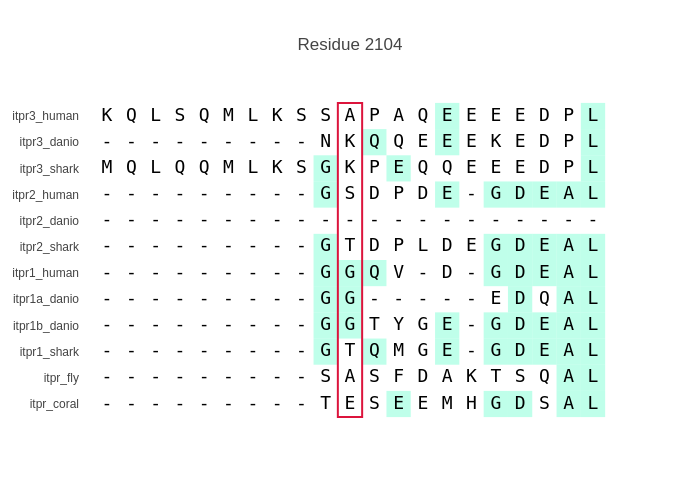 Residue 2104
itpr3_human K Q L S Q M L K S S A P A Q E E E E D P L
itpr3_danio - - - - - - - - - N K Q Q E E E K E D P L
itpr3_shark M Q L Q Q M L K S G K P E Q Q E E E D P L
itpr2_human - - - - - - - - - G S D P D E - G D E A L
itpr2_danio - - - - - - - - - - - - - - - - - - - - -
itpr2_shark - - - - - - - - - G T D P L D E G D E A L
itpr1_human - - - - - - - - - G G Q V - D - G D E A L
itpr1a_danio - - - - - - - - - G G - - - - - E D Q A L
itpr1b_danio - - - - - - - - - G G T Y G E - G D E A L
itpr1_shark - - - - - - - - - G T Q M G E - G D E A L
itpr_fly - - - - - - - - - S A S F D A K T S Q A L
itpr_coral - - - - - - - - - T E S E E M H G D S A L